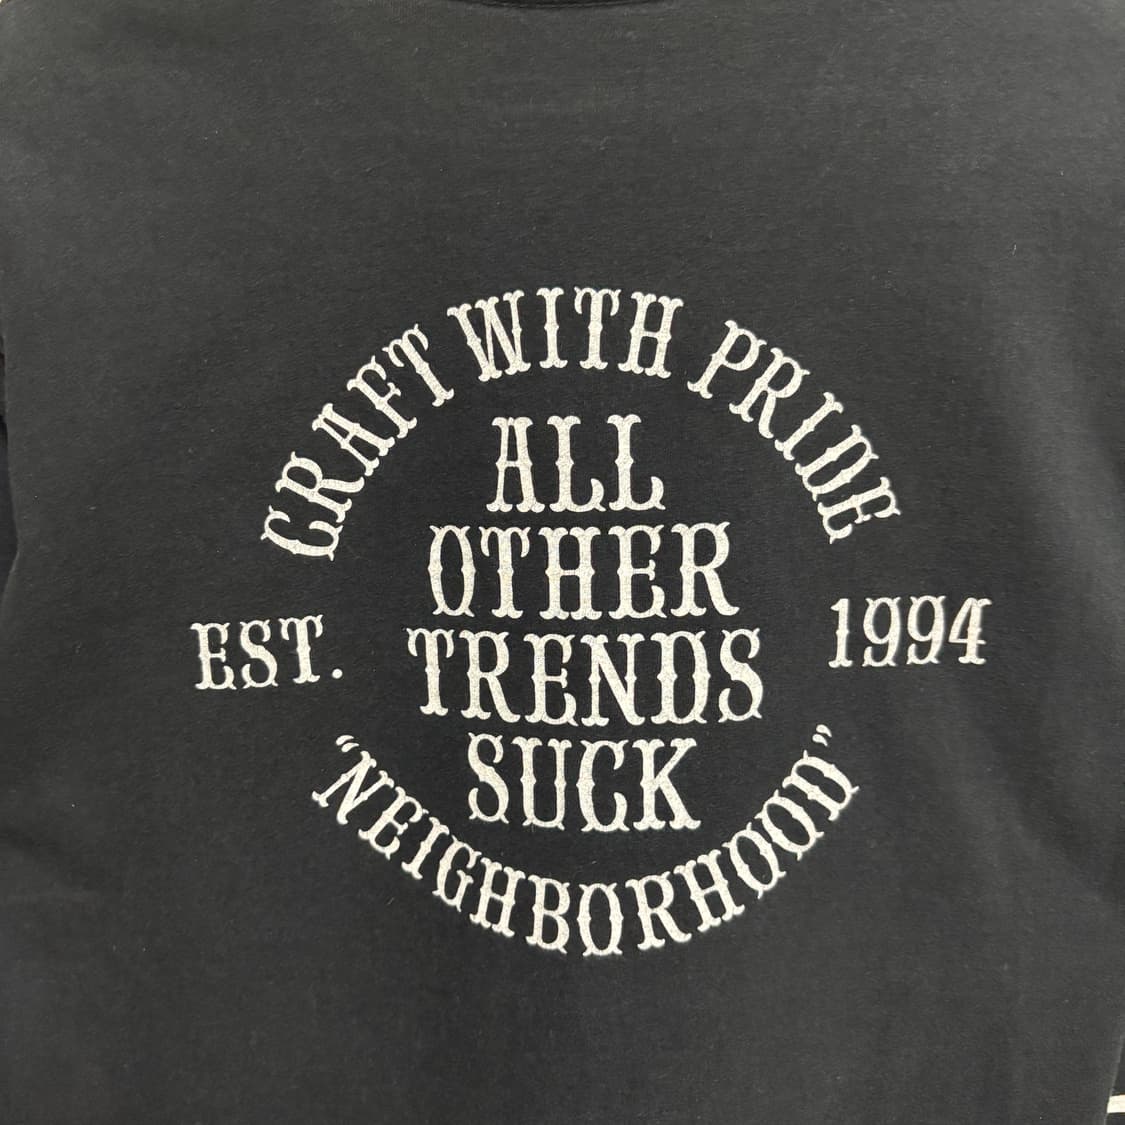 CRAFT WITH PRIDE
ALL
OTHER
TRENDS
SUCK
EST.
1994
“NEIGHBORHOOD”